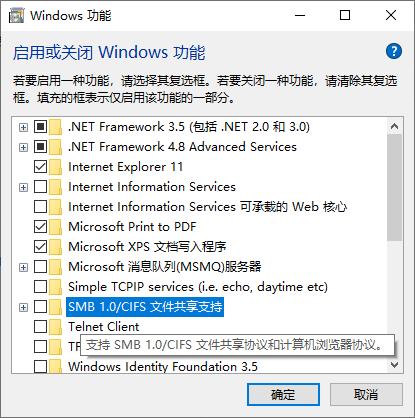 Windows 功能
启用或关闭 Windows 功能
若要启用一种功能，请选择其复选框。若要关闭一种功能，请清除其复选
框。填充的框表示仅启用该功能的一部分。
.NET Framework 3.5 (包括 .NET 2.0 和 3.0)
.NET Framework 4.8 Advanced Services
Internet Explorer 11
Internet Information Services
Internet Information Services 可承载的 Web 核心
Microsoft Print to PDF
Microsoft XPS 文档写入程序
Microsoft 消息队列(MSMQ)服务器
Simple TCPIP services (i.e. echo, daytime etc)
SMB 1.0/CIFS 文件共享支持
Telnet Client
支持 SMB 1.0/CIFS 文件共享协议和计算机浏览器协议。
Windows Identity Foundation 3.5
确定
取消